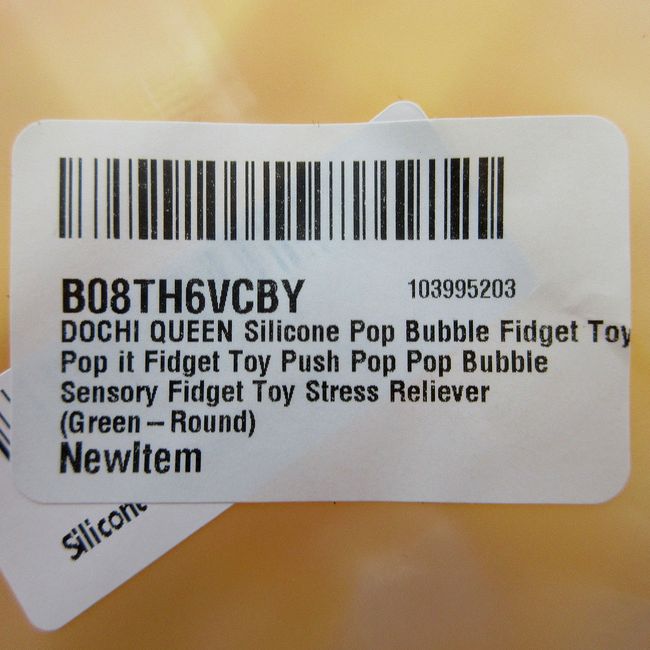 B08TH6VCBY 103995203
DOCHI QUEEN Silicone Pop Bubble Fidget Toy
Pop it Fidget Toy Push Pop Pop Bubble
Sensory Fidget Toy Stress Reliever
(Green – Round)
NewItem
Silicone